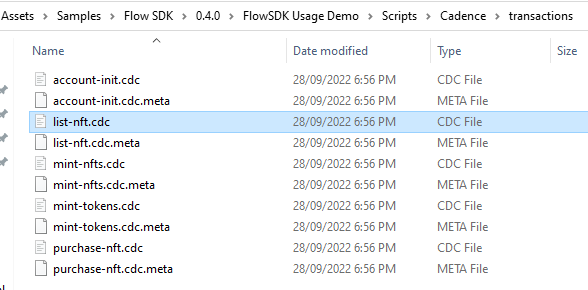 Assets > Samples > Flow SDK > 0.4.0 > FlowSDK Usage Demo > Scripts > Cadence > transactions
Name Date modified Type Size
account-init.cdc 28/09/2022 6:56 PM CDC File
account-init.cdc.meta 28/09/2022 6:56 PM META File
list-nft.cdc 28/09/2022 6:56 PM CDC File
list-nft.cdc.meta 28/09/2022 6:56 PM META File
mint-nfts.cdc 28/09/2022 6:56 PM CDC File
mint-nfts.cdc.meta 28/09/2022 6:56 PM META File
mint-tokens.cdc 28/09/2022 6:56 PM CDC File
mint-tokens.cdc.meta 28/09/2022 6:56 PM META File
purchase-nft.cdc 28/09/2022 6:56 PM CDC File
purchase-nft.cdc.meta 28/09/2022 6:56 PM META File